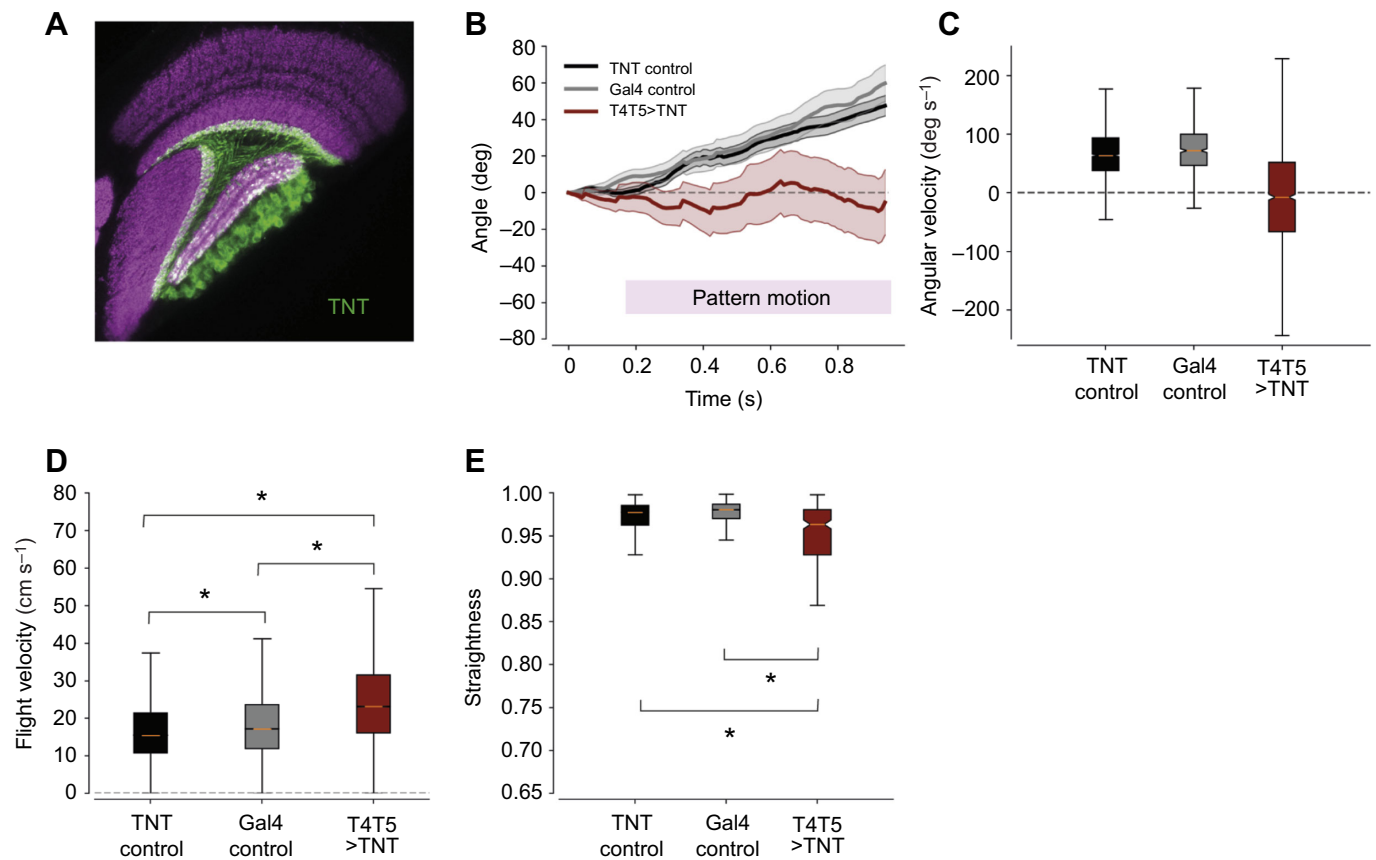 A
TNT
B
80
60
40
20
0
–20
–40
–60
–80
Angle (deg)
TNT control
Gal4 control
T4T5>TNT
Pattern motion
0
0.2
0.4
0.6
0.8
Time (s)
C
200
100
0
–100
–200
Angular velocity (deg s–1)
TNT
control
Gal4
control
T4T5
>TNT
D
80
70
60
50
40
30
20
10
0
Flight velocity (cm s–1)
*
*
*
TNT
control
Gal4
control
T4T5
>TNT
E
1.00
0.95
0.90
0.85
0.80
0.75
0.70
0.65
Straightness
*
*
TNT
control
Gal4
control
T4T5
>TNT